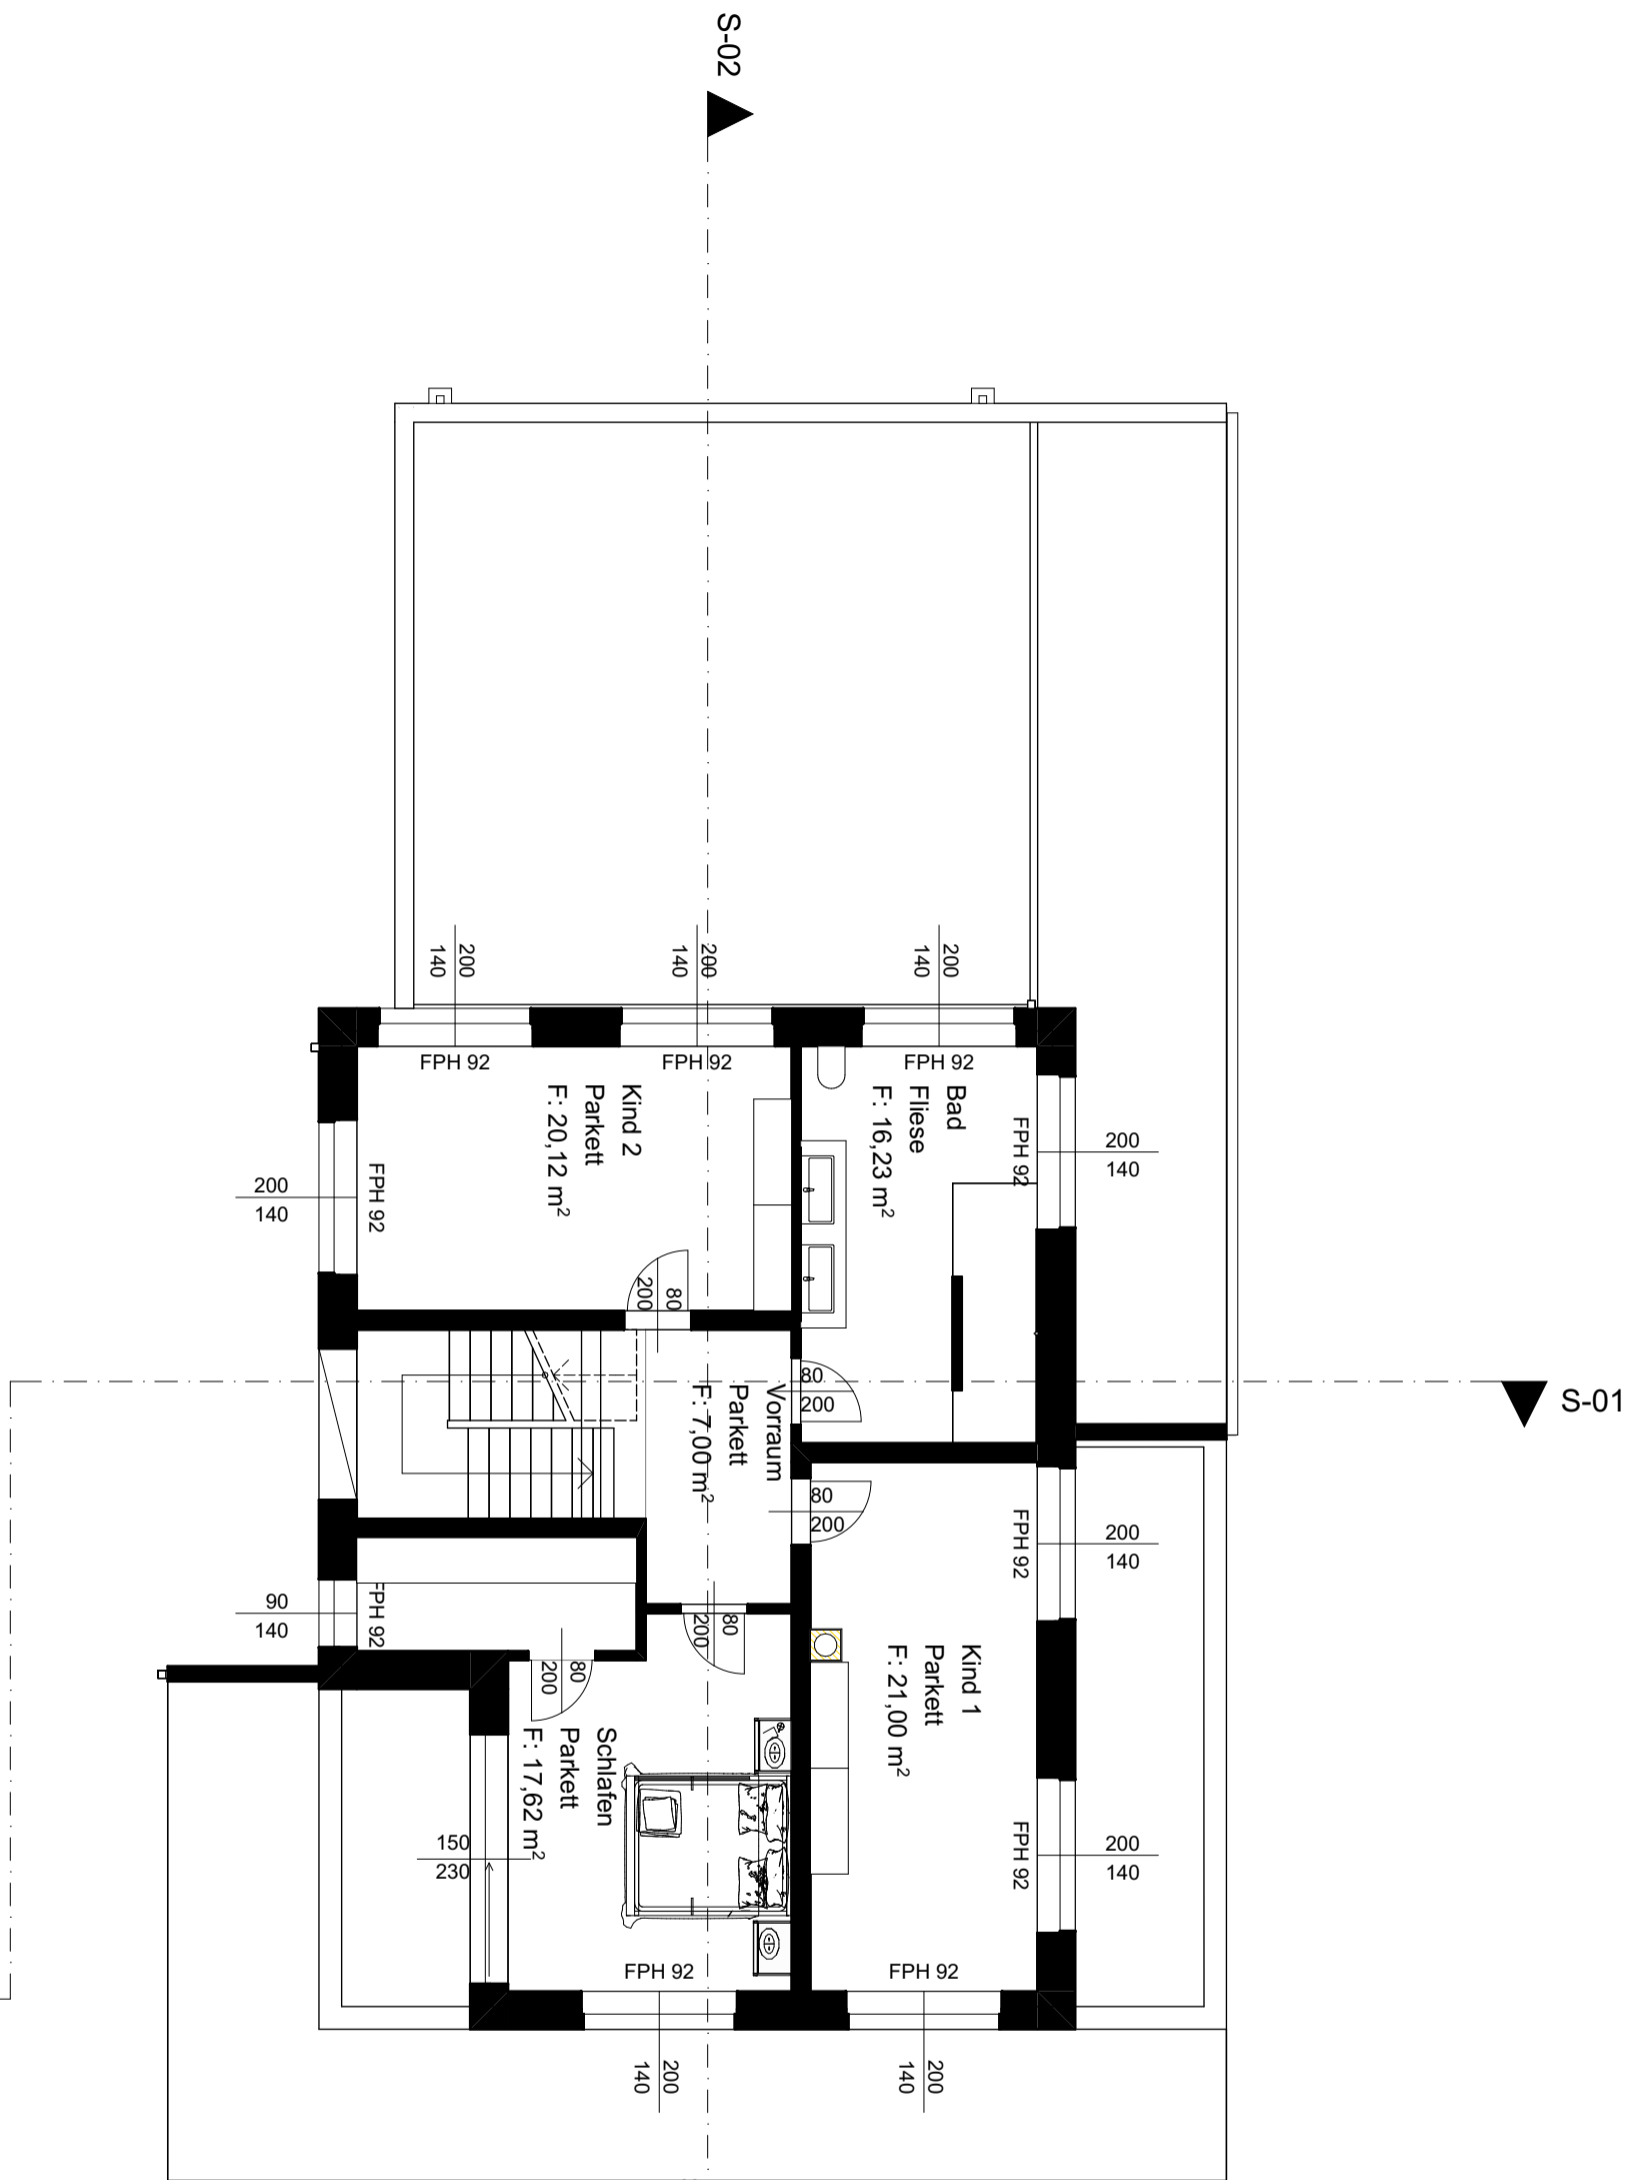 S-02
S-01
200
140
200
140
200
140
FPH 92
FPH 92
FPH 92
Kind 2
Parkett
F: 20,12 m²
Bad
Fliese
F: 16,23 m²
FPH 92
200
140
FPH 92
200
140
80
200
80
200
Vorraum
Parkett
F: 7,00 m²
80
200
FPH 92
200
140
FPH 92
90
140
80
200
80
200
Kind 1
Parkett
F: 21,00 m²
Schlafen
Parkett
F: 17,62 m²
150
230
FPH 92
200
140
FPH 92
FPH 92
200
140
200
140